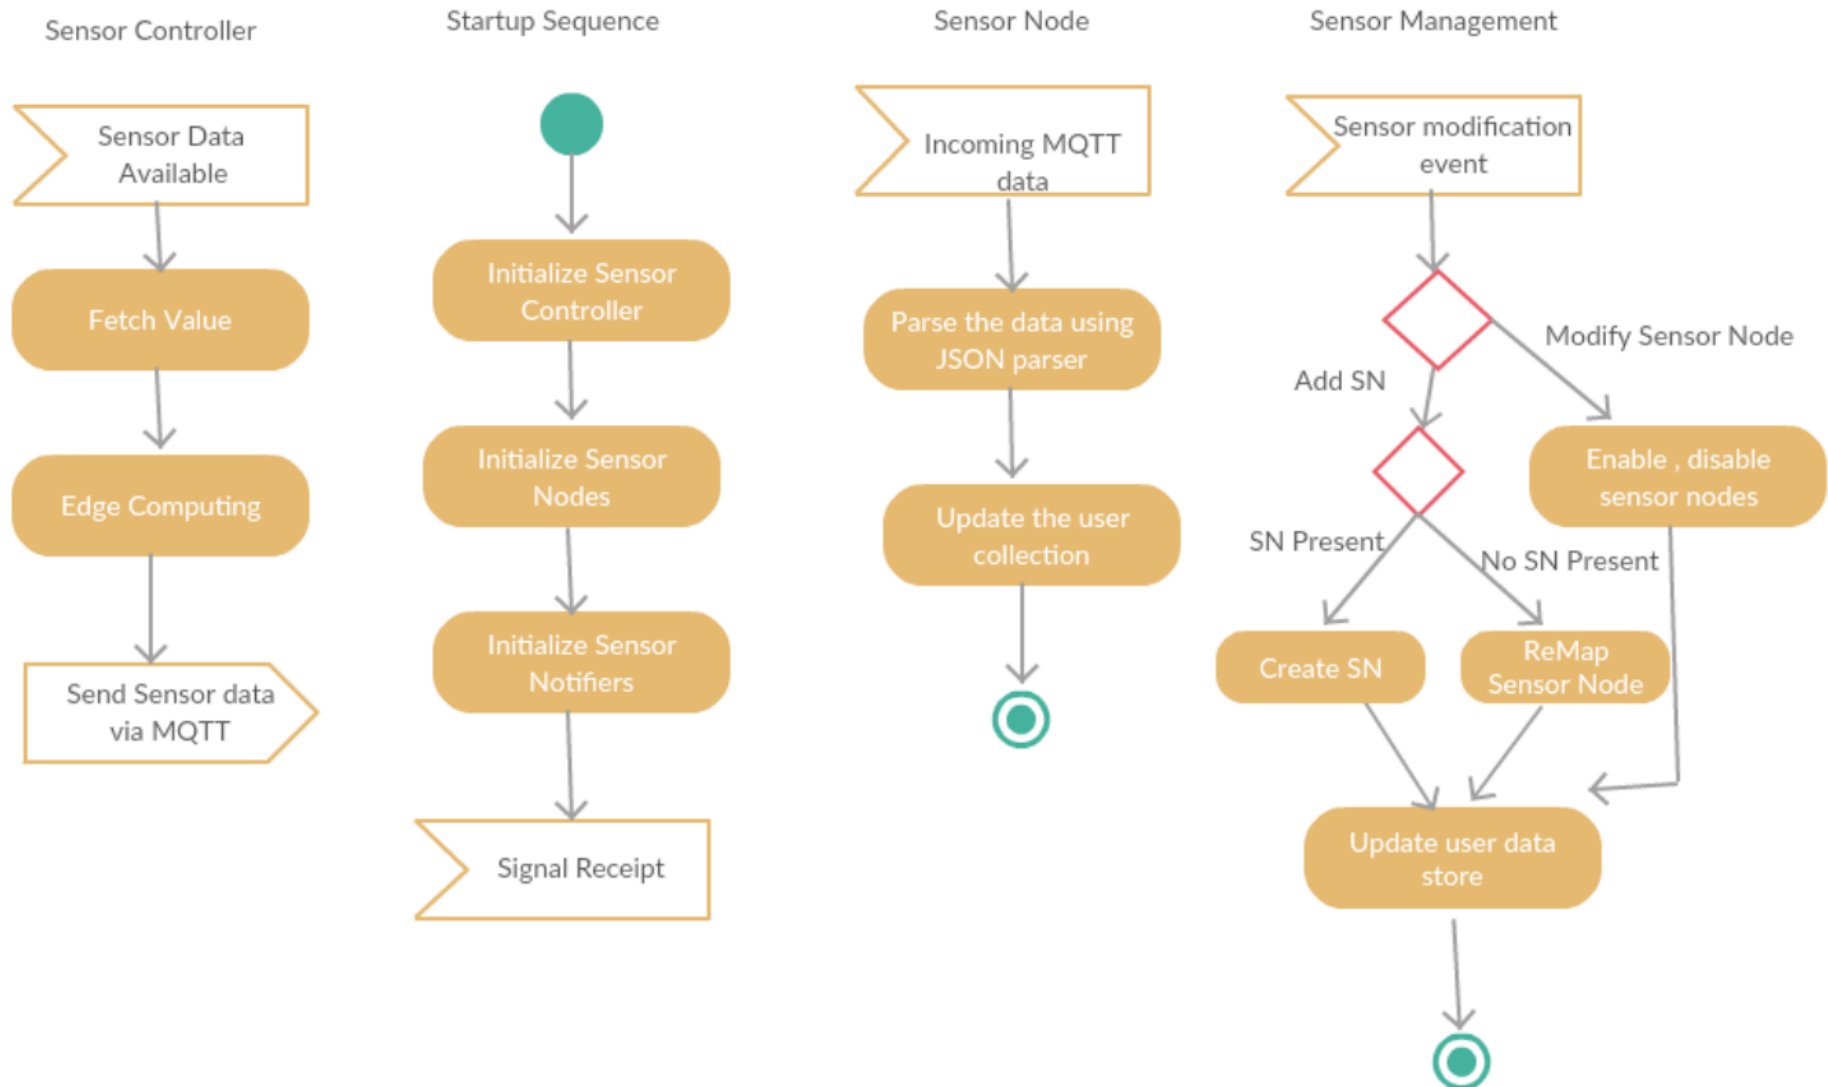 Sensor Controller
Sensor Data
Available
Fetch Value
Edge Computing
Send Sensor data
via MQTT
Startup Sequence
Initialize Sensor
Controller
Initialize Sensor
Nodes
Initialize Sensor
Notifiers
Signal Receipt
Sensor Node
Incoming MQTT
data
Parse the data using
JSON parser
Update the user
collection
Sensor Management
Sensor modification
event
Modify Sensor Node
Add SN
Enable , disable
sensor nodes
SN Present
No SN Present
Create SN
ReMap
Sensor Node
Update user data
store